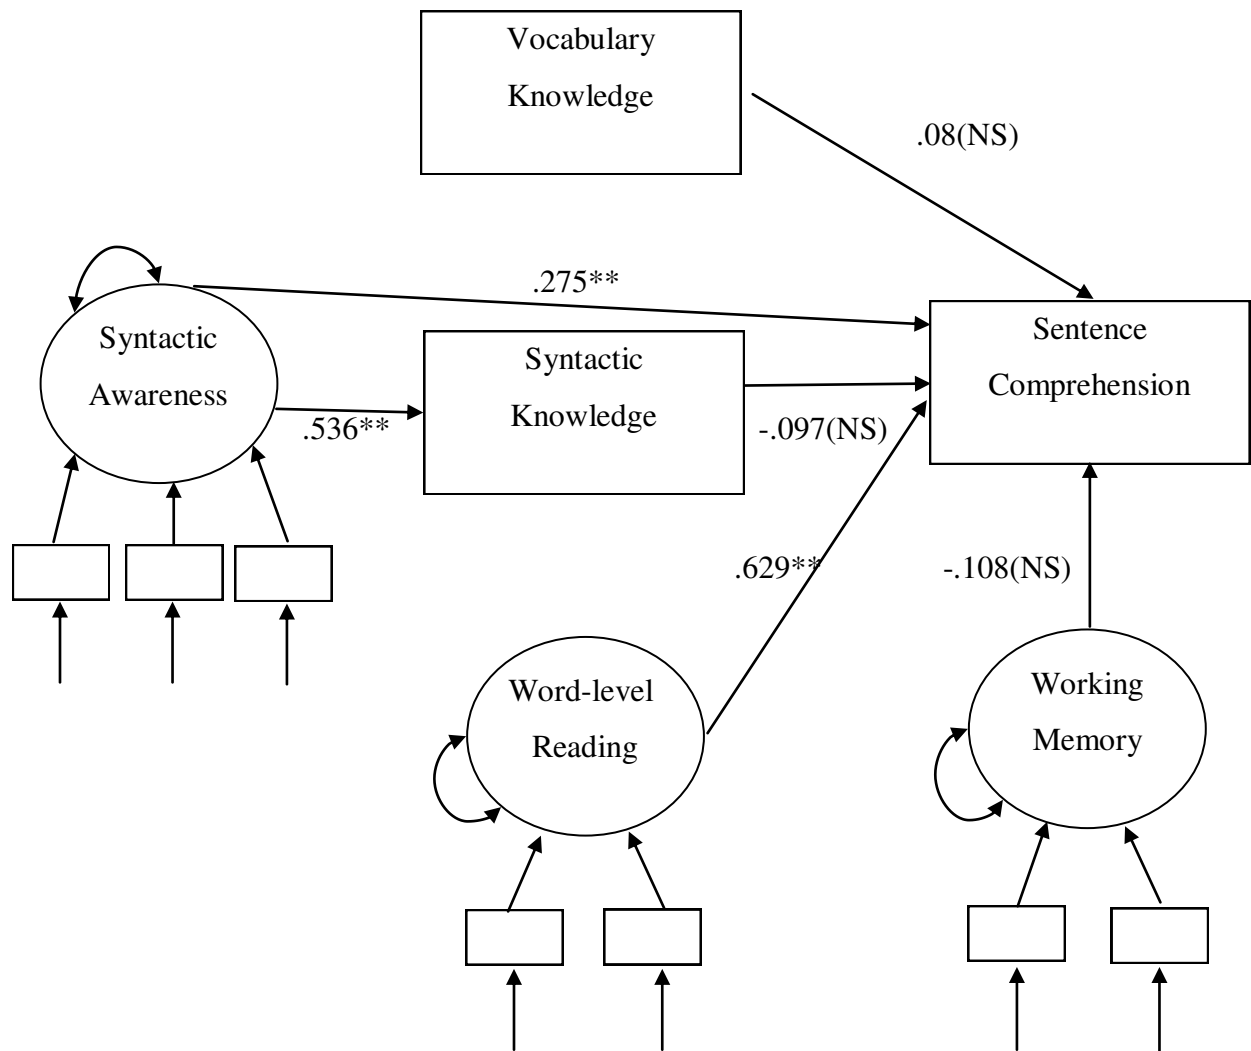 Vocabulary
Knowledge
.08(NS)
.275**
Syntactic
Awareness
.536**
Syntactic
Knowledge
-.097(NS)
Sentence
Comprehension
.629**
-.108(NS)
Word-level
Reading
Working
Memory